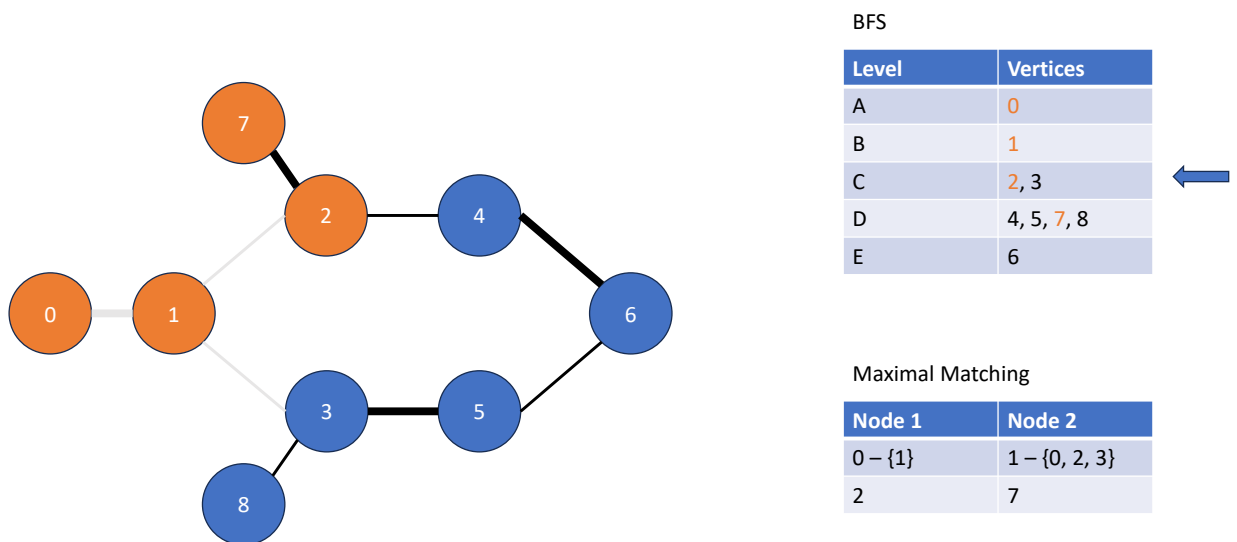 BFS
Level Vertices
A 0
B 1
C 2, 3
D 4, 5, 7, 8
E 6
7
2 4
0 1 6
3 5
8
Maximal Matching
Node 1 Node 2
0 – {1} 1 – {0, 2, 3}
2 7